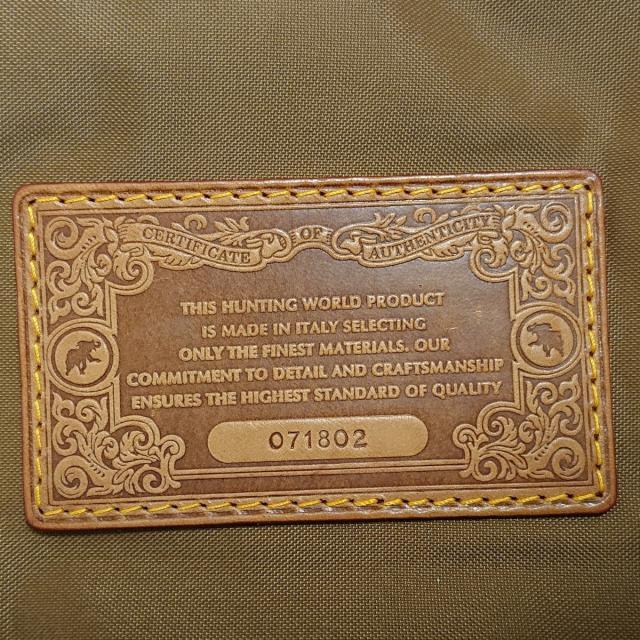 CERTIFICATE OF AUTHENTICITY
THIS HUNTING WORLD PRODUCT
IS MADE IN ITALY SELECTING
ONLY THE FINEST MATERIALS. OUR
COMMITMENT TO DETAIL AND CRAFTSMANSHIP
ENSURES THE HIGHEST STANDARD OF QUALITY
071802